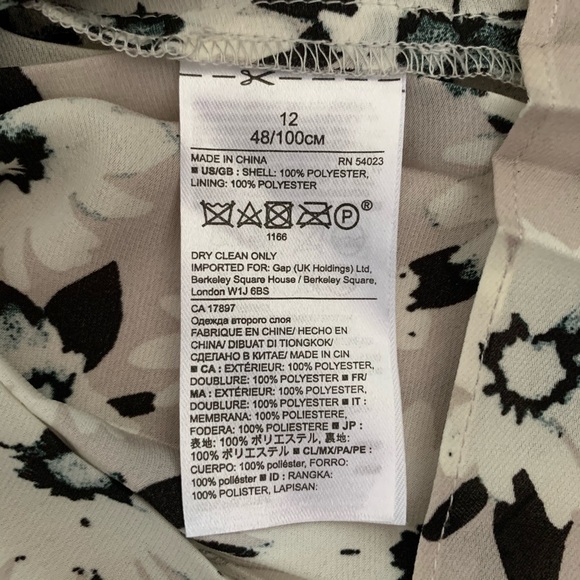 12
48/100см
MADE IN CHINA RN 54023
■ US/GB : SHELL: 100% POLYESTER,
LINING: 100% POLYESTER
P ®
1166
DRY CLEAN ONLY
IMPORTED FOR: Gap (UK Holdings) Ltd,
Berkeley Square House / Berkeley Square,
London W1J 6BS
CA 17897
Одежда второго слоя
FABRIQUE EN CHINE/ HECHO EN
CHINA/ DIBUAT DI TIONGKOK/
СДЕЛАНО В КИТАЕ/ MADE IN CIN
■ CA : EXTÉRIEUR: 100% POLYESTER,
DOUBLURE: 100% POLYESTER ■ FR/
MA : EXTÉRIEUR: 100% POLYESTER,
DOUBLURE: 100% POLYESTER ■ IT :
MEMBRANA: 100% POLIESTERE,
FODERA: 100% POLIESTERE ■ JP :
表地: 100% ポリエステル, 裏地:
100% ポリエステル ■ CL/MX/PA/PE :
CUERPO: 100% poliéster, FORRO:
100% poliéster ■ ID : RANGKA:
100% POLISTER, LAPISAN: